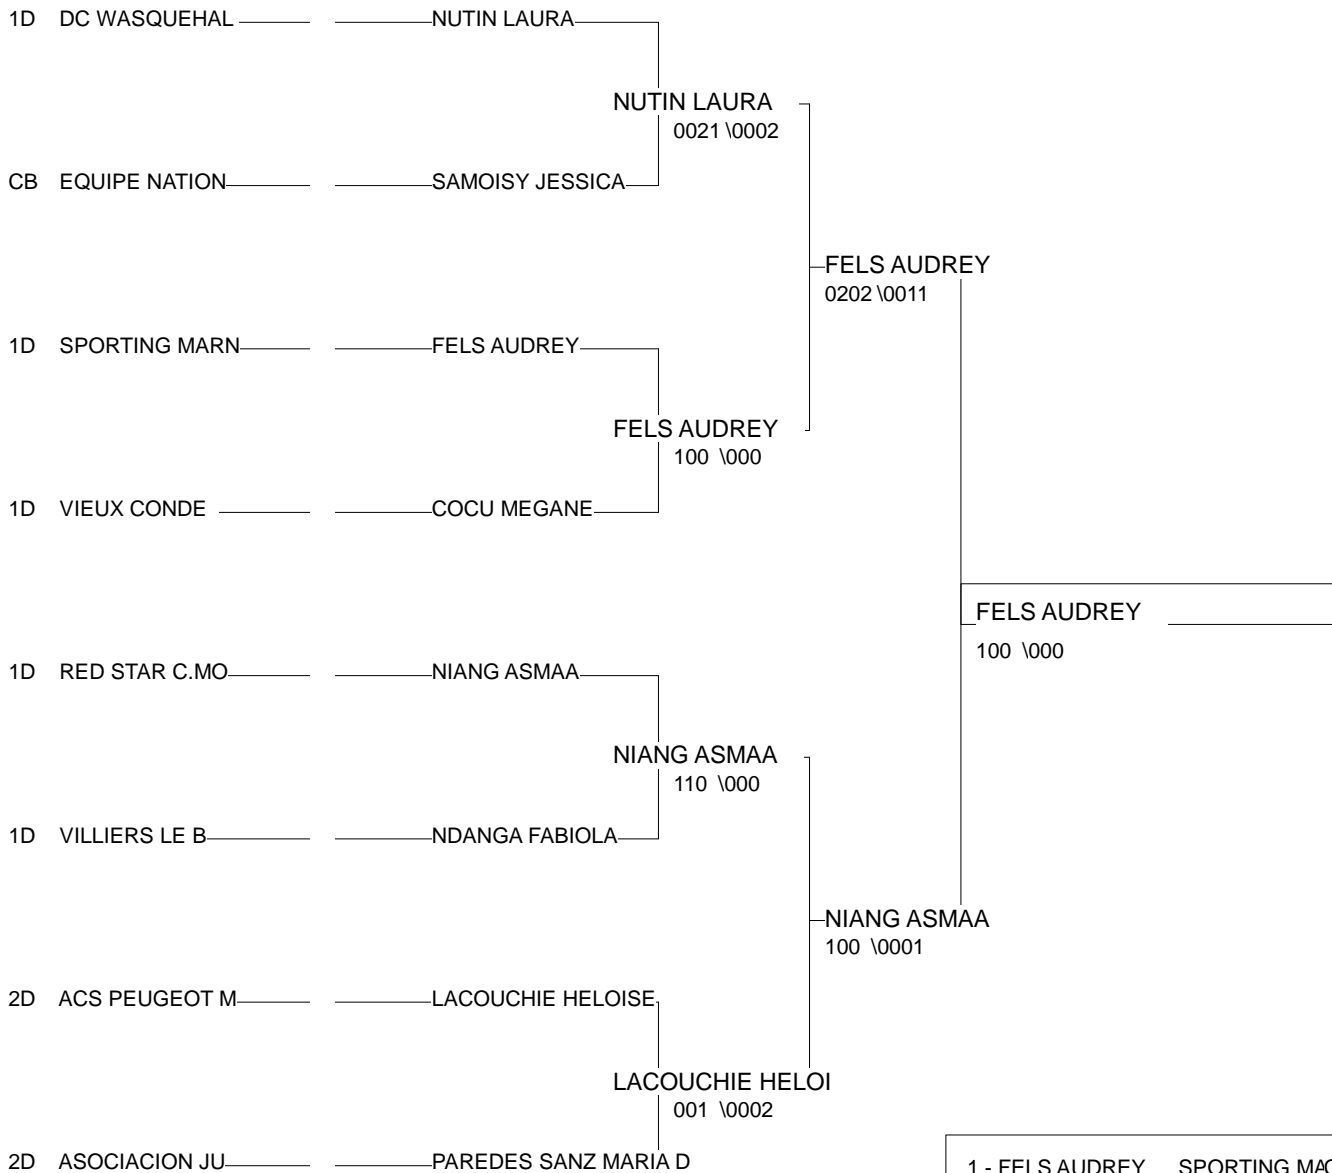 1D DC WASQUEHAL NUTIN LAURA
NUTIN LAURA
0021 \0002
CB EQUIPE NATION SAMOISY JESSICA
FELS AUDREY
0202 \0011
1D SPORTING MARN FELS AUDREY
FELS AUDREY
100 \000
1D VIEUX CONDE COCU MEGANE
FELS AUDREY
100 \000
1D RED STAR C.MO NIANG ASMAA
NIANG ASMAA
110 \000
1D VILLIERS LE B NDANGA FABIOLA
NIANG ASMAA
100 \0001
2D ACS PEUGEOT M LACOUCHIE HELOISE
LACOUCHIE HELOI
001 \0002
2D ASOCIACION JU PAREDES SANZ MARIA D
1 - FELS AUDREY SPORTING